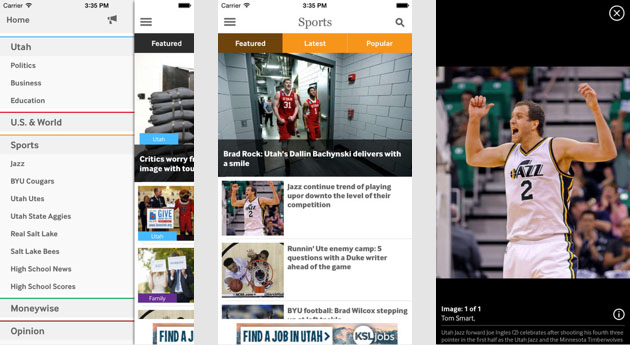 Carrier 3:35 PM
Home
Utah
Politics
Business
Education
U.S. & World
Sports
Jazz
BYU Cougars
Utah Utes
Utah State Aggies
Real Salt Lake
Salt Lake Bees
High School News
High School Scores
Moneywise
Opinion
Featured
Utah
Critics worry f
image with tou
GIVE
Utah
Family
FIND A J
Carrier 3:35 PM
Sports
Featured Latest Popular
31
Brad Rock: Utah's Dallin Bachynski delivers with
a smile
Jazz continue trend of playing
upor downto the level of their
competition
Runnin' Ute enemy camp: 5
questions with a Duke writer
ahead of the game
BYU football: Brad Wilcox stepping
FIND A JOB IN UTAH
KSL jobs
JAZZ
2
Image: 1 of 1
Tom Smart,
Utah Jazz forward Joe Ingles (2) celebrates after shooting his fourth three
pointer in the first half as the Utah Jazz and the Minnesota Timberwolves